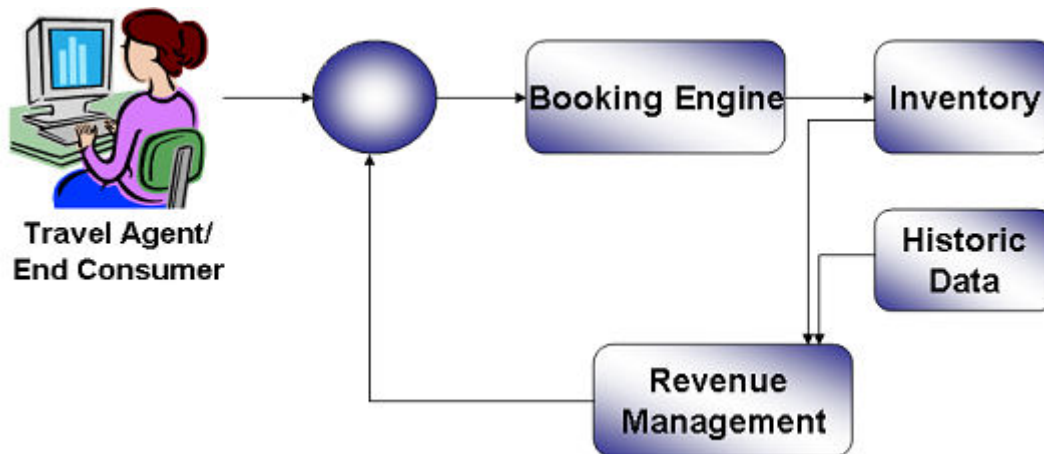 Booking Engine
Inventory
Travel Agent/
End Consumer
Historic
Data
Revenue
Management